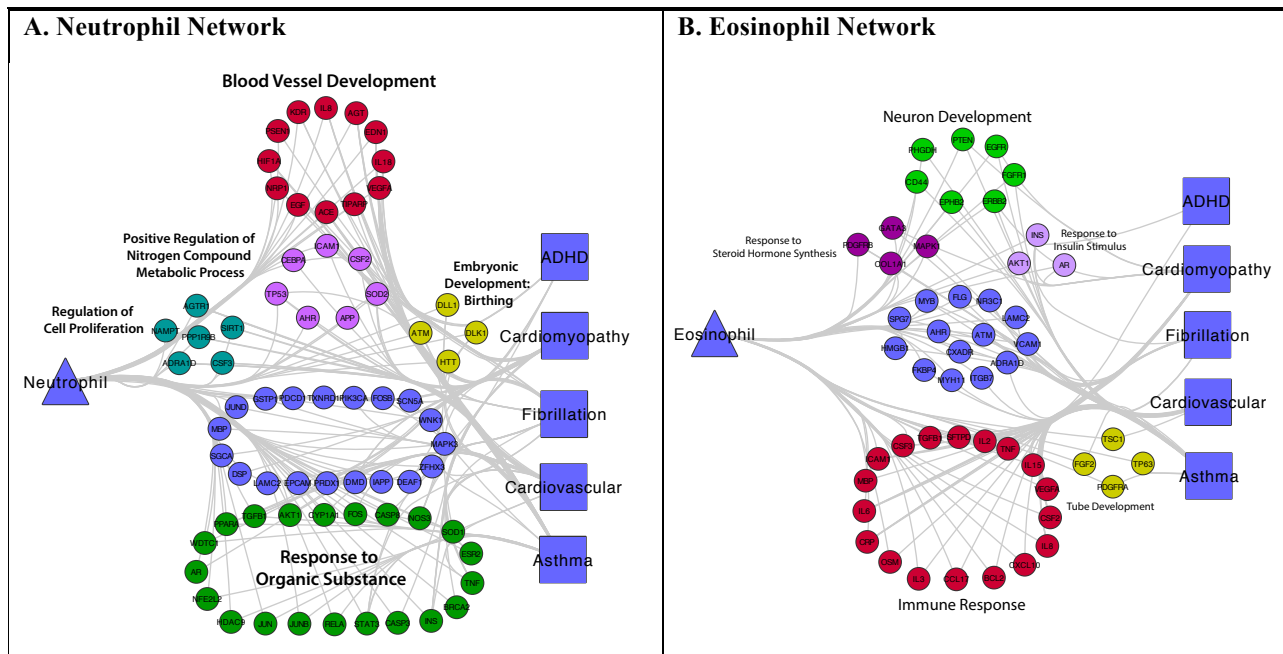 A. Neutrophil Network
Blood Vessel Development
KDR
IL6
AGT
PSEN1
EDN1
HIF1A
IL1B
NRP1
VEGFA
EGF
ACE
TIPARP
Positive Regulation of
Nitrogen Compound
Metabolic Process
ICAM1
CEBPA
CSF2
TP53
SOD2
AHR
APP
Embryonic
Development:
Birthing
DLL1
ATM
DLK1
HTT
Regulation of
Cell Proliferation
AGTR1
NAMPT
SIRT1
ADRA1D
CSF3
Neutrophil
ADHD
Cardiomyopathy
Fibrillation
Cardiovascular
Asthma
GSTP1
PDCD1
TXNRD1
PIK3CA
FOSB
SCN5A
JUND
WNK1
MBP
MAPK3
SGCA
ZFHX3
DSP
LAMC2
EPCAM
PRDX1
DMD
IAPP
DEAF1
TGFB1
AKT1
CYP1A1
FOS
CASP8
NOS3
PPARA
SOD1
WDTC1
ESR2
AR
TNF
NFE2L2
BRCA2
Response to
Organic Substance
HDAC9
JUN
JUNB
RELA
STAT3
CASP3
INS
B. Eosinophil Network
Neuron Development
PTEN
PHGDH
EGFR
CD44
FGFR1
EPHB2
ERBB2
Response to
Steroid Hormone Synthesis
GATA3
PDGFRB
MAPK1
COL1A1
INS
Response to
Insulin Stimulus
AKT1
AR
Eosinophil
ADHD
Cardiomyopathy
Fibrillation
Cardiovascular
Asthma
MYB
FLG
NR3C1
SPG7
LAMC2
AHR
ATM
HMGB1
CXADR
VCAM1
FKBP4
ADRA1D
MYH11
ITGB7
CSF3
TGFB1
SFTPD
IL2
TNF
ICAM1
IL15
MBP
VEGFA
IL6
CSF2
CRP
IL8
OSM
CXCL10
IL3
CCL17
BCL2
Immune Response
TSC1
FGF2
TP63
PDGFRA
Tube Development